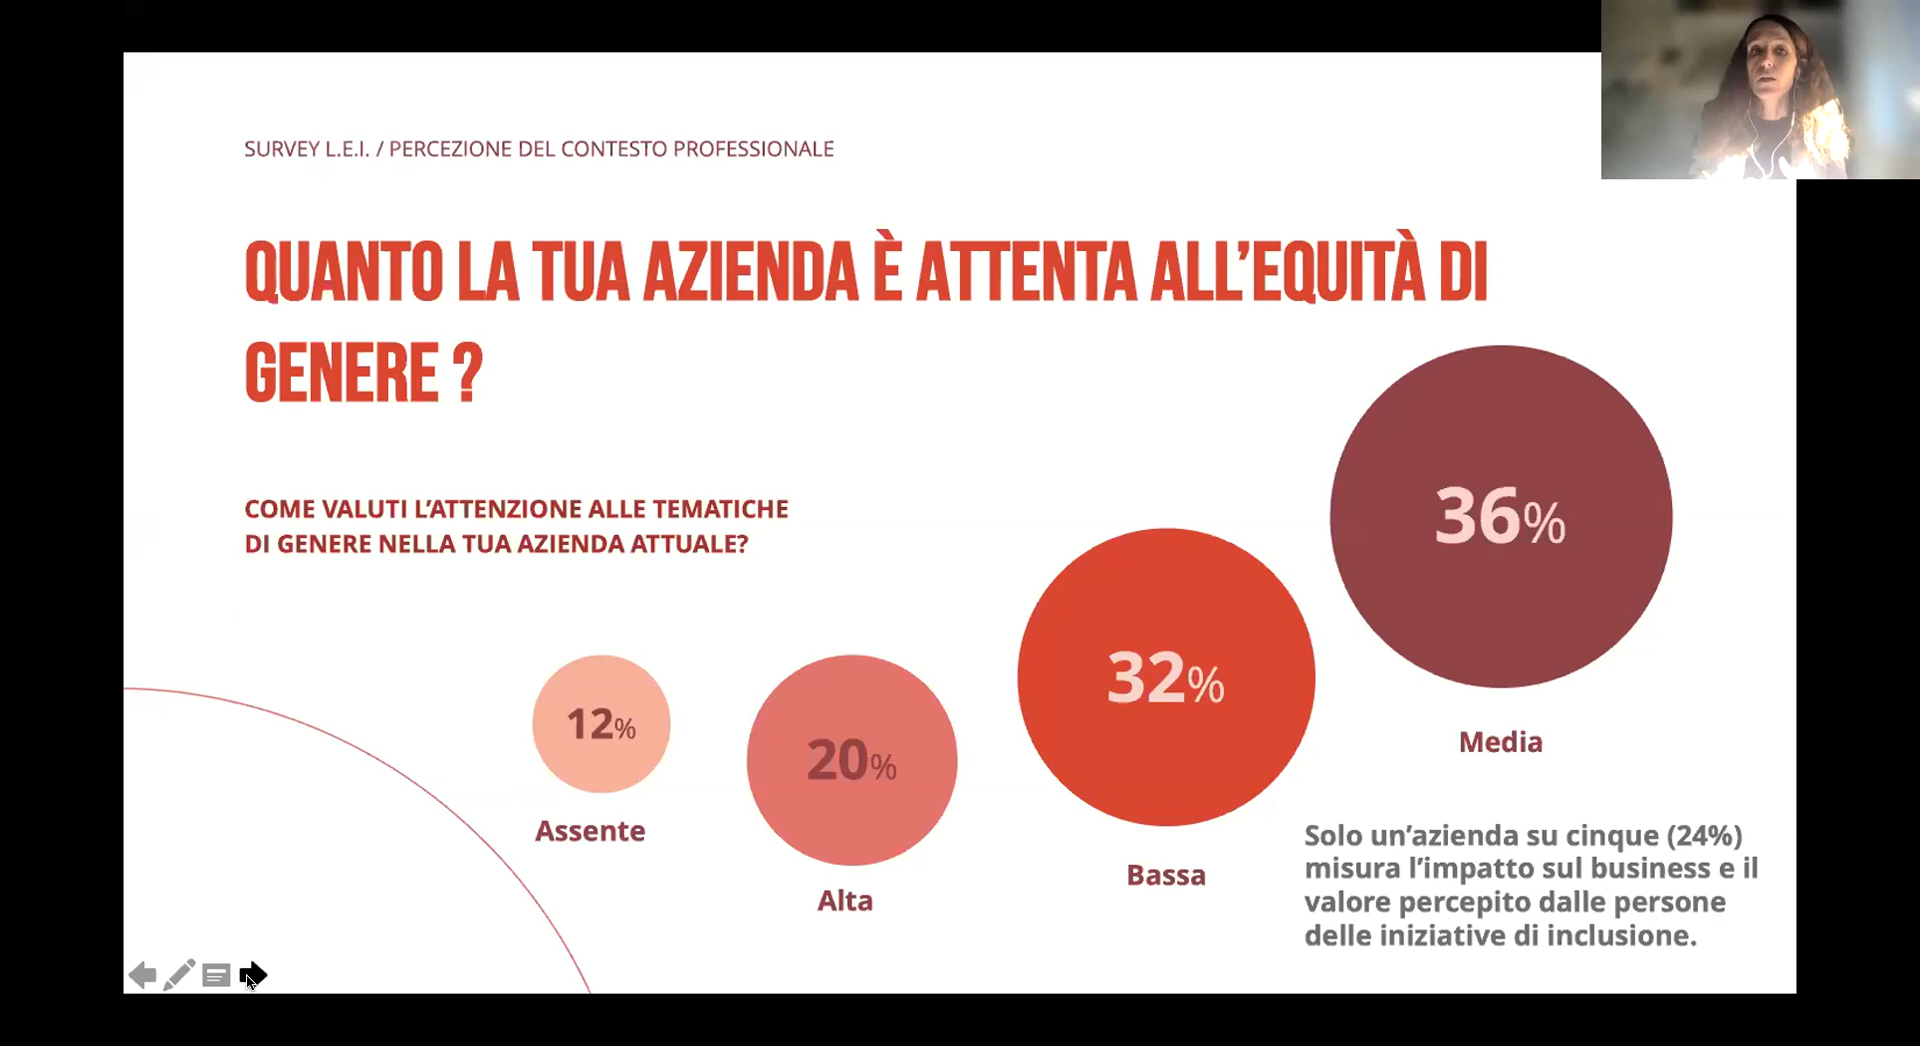 SURVEY L.E.I. / PERCEZIONE DEL CONTESTO PROFESSIONALE
QUANTO LA TUA AZIENDA È ATTENTA ALL’EQUITÀ DI
GENERE ?
COME VALUTI L’ATTENZIONE ALLE TEMATICHE
DI GENERE NELLA TUA AZIENDA ATTUALE?
12%
Assente
20%
Alta
32%
Bassa
36%
Media
Solo un’azienda su cinque (24%)
misura l’impatto sul business e il
valore percepito dalle persone
delle iniziative di inclusione.